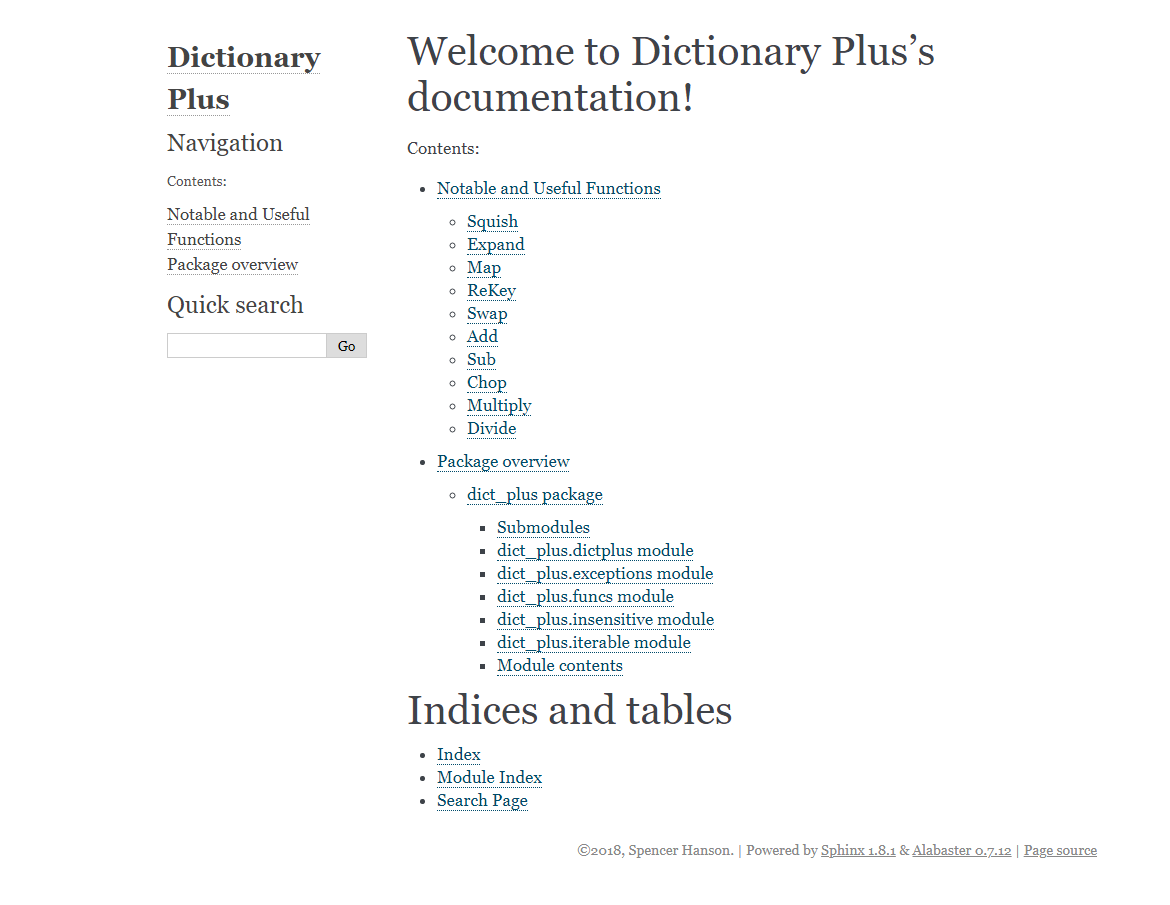 Dictionary
Plus
Navigation
Contents:
Notable and Useful
Functions
Package overview
Quick search
Go
Welcome to Dictionary Plus’s
documentation!
Contents:
Notable and Useful Functions
Squish
Expand
Map
ReKey
Swap
Add
Sub
Chop
Multiply
Divide
Package overview
dict_plus package
Submodules
dict_plus.dictplus module
dict_plus.exceptions module
dict_plus.funcs module
dict_plus.insensitive module
dict_plus.iterable module
Module contents
Indices and tables
Index
Module Index
Search Page
©2018, Spencer Hanson. | Powered by Sphinx 1.8.1 & Alabaster 0.7.12 | Page source